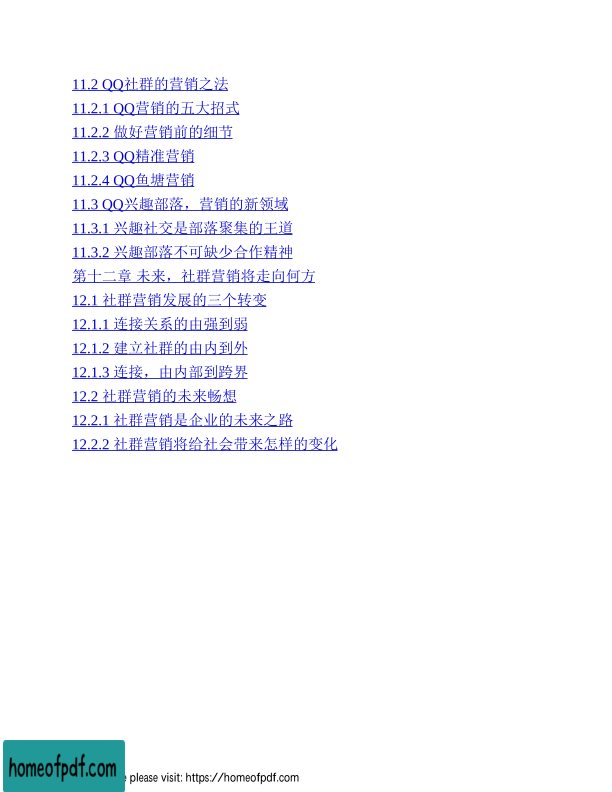 11.2 QQ社群的营销之法
11.2.1 QQ营销的五大招式
11.2.2 做好营销前的细节
11.2.3 QQ精准营销
11.2.4 QQ鱼塘营销
11.3 QQ兴趣部落，营销的新领域
11.3.1 兴趣社交是部落聚集的王道
11.3.2 兴趣部落不可缺少合作精神
第十二章 未来，社群营销将走向何方
12.1 社群营销发展的三个转变
12.1.1 连接关系的由强到弱
12.1.2 建立社群的由内到外
12.1.3 连接，由内部到跨界
12.2 社群营销的未来畅想
12.2.1 社群营销是企业的未来之路
12.2.2 社群营销将给社会带来怎样的变化
homeofpdf.com
please visit: https://homeofpdf.com